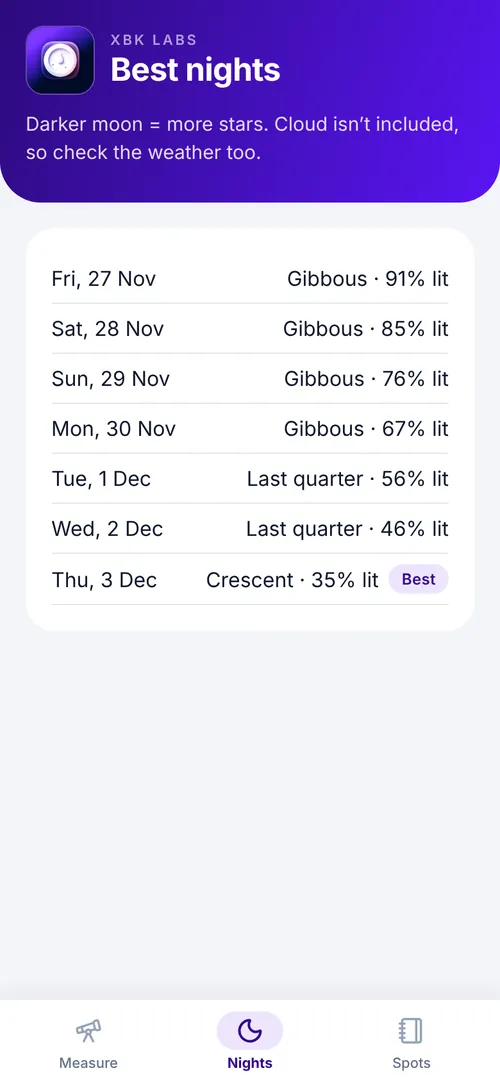 XBK LABS
Best nights
Darker moon = more stars. Cloud isn’t included,
so check the weather too.
Fri, 27 Nov Gibbous · 91% lit
Sat, 28 Nov Gibbous · 85% lit
Sun, 29 Nov Gibbous · 76% lit
Mon, 30 Nov Gibbous · 67% lit
Tue, 1 Dec Last quarter · 56% lit
Wed, 2 Dec Last quarter · 46% lit
Thu, 3 Dec Crescent · 35% lit Best
Measure Nights Spots